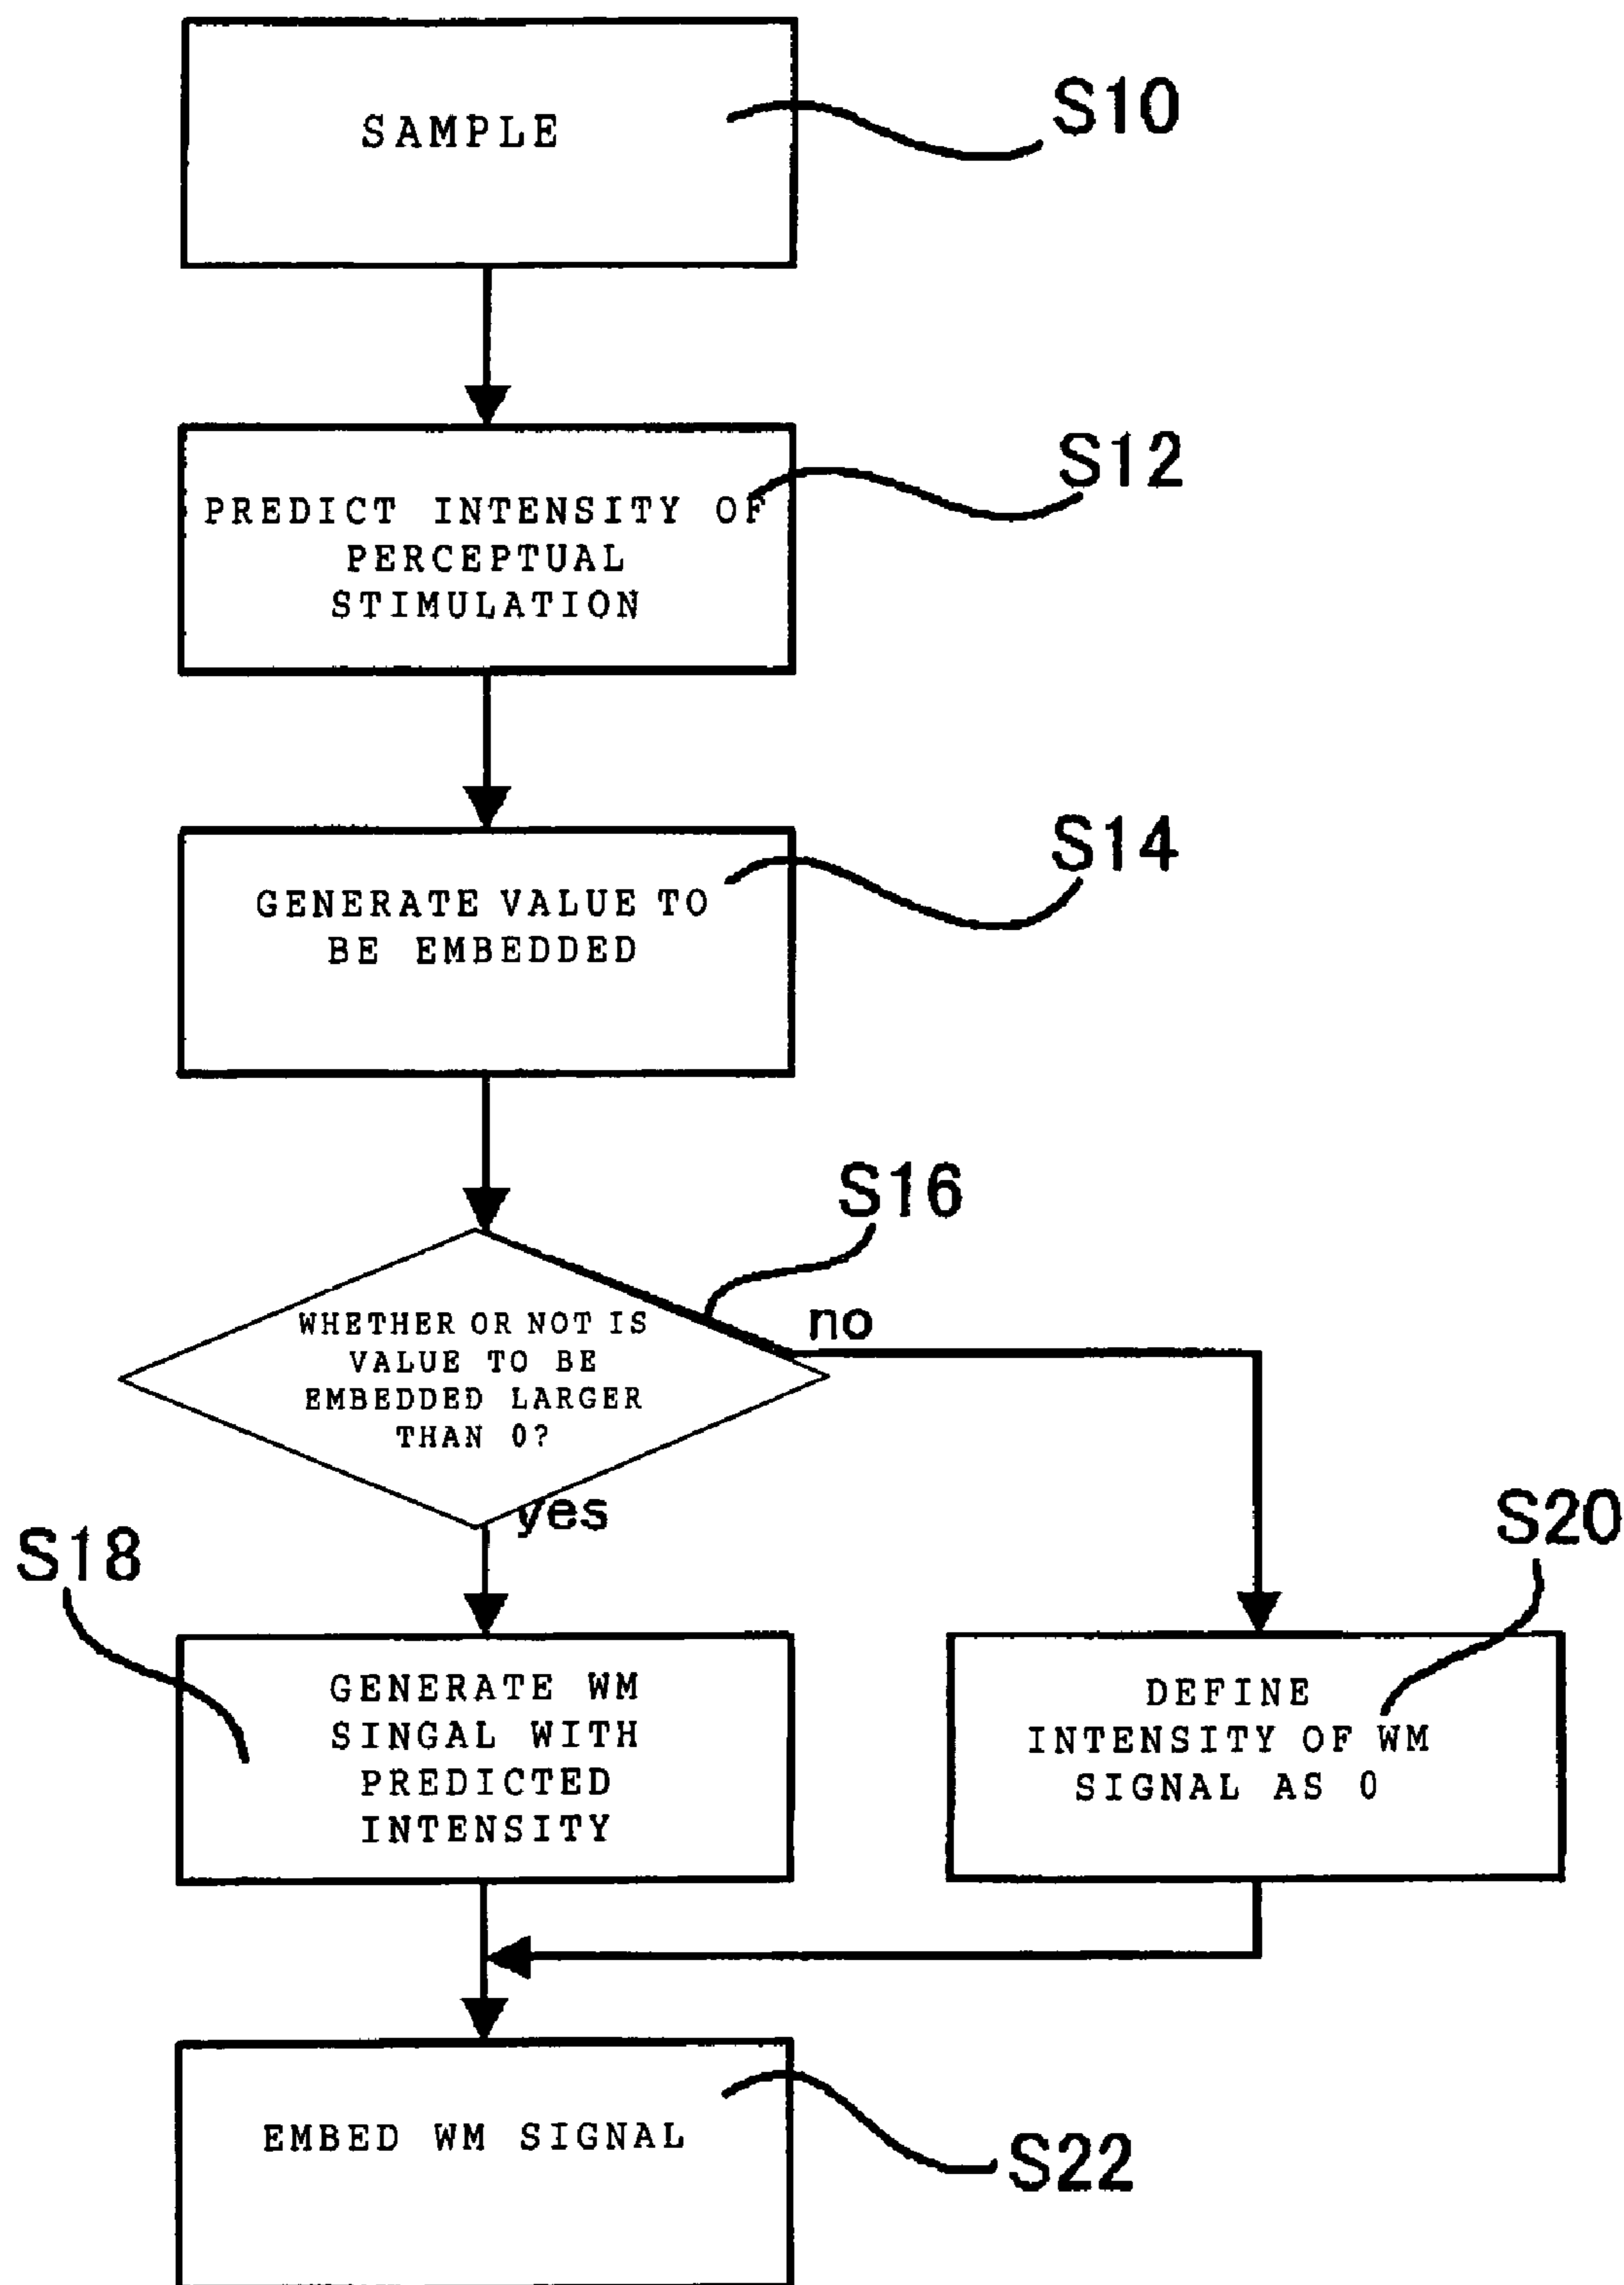 SAMPLE
S10
PREDICT INTENSITY OF
PERCEPTUAL
STIMULATION
S12
GENERATE VALUE TO
BE EMBEDDED
S14
S16
WHETHER OR NOT IS
VALUE TO BE
EMBEDDED LARGER
THAN 0?
no
yes
S18
GENERATE WM
SINGAL WITH
PREDICTED
INTENSITY
S20
DEFINE
INTENSITY OF WM
SIGNAL AS 0
EMBED WM SIGNAL
S22